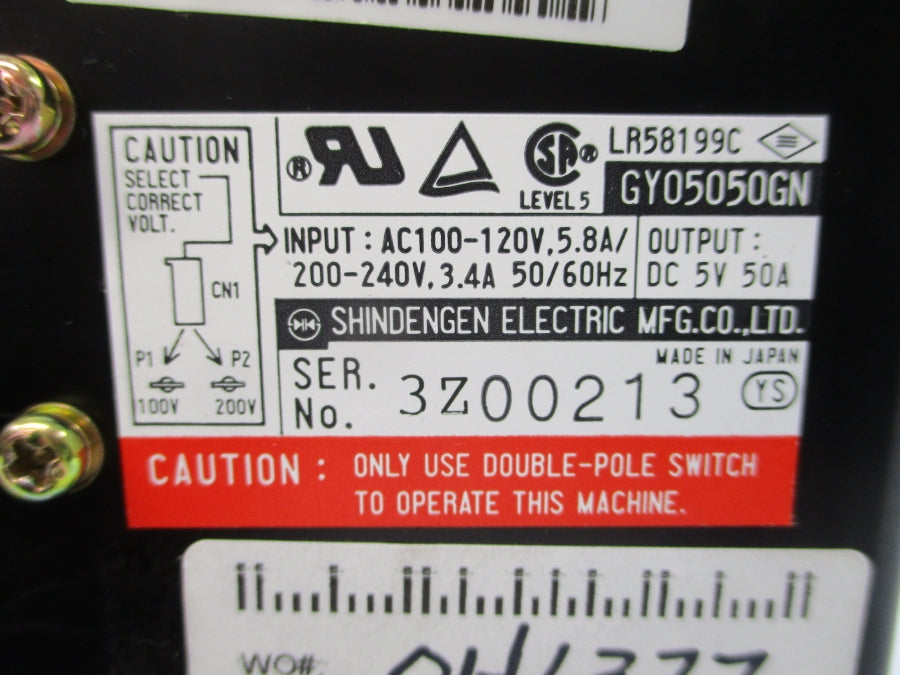 CAUTION
SELECT
CORRECT
VOLT.
CN1
P1 P2
100V 200V
® RU
SA ®
LEVEL 5
LR58199C
GY05050GN
INPUT : AC100-120V, 5.8A/
200-240V, 3.4A 50/60Hz
OUTPUT :
DC 5V 50A
SHINDENGEN ELECTRIC MFG.CO.,LTD.
MADE IN JAPAN
SER.
No. 3Z00213
YS
CAUTION : ONLY USE DOUBLE-POLE SWITCH
TO OPERATE THIS MACHINE.
WO#